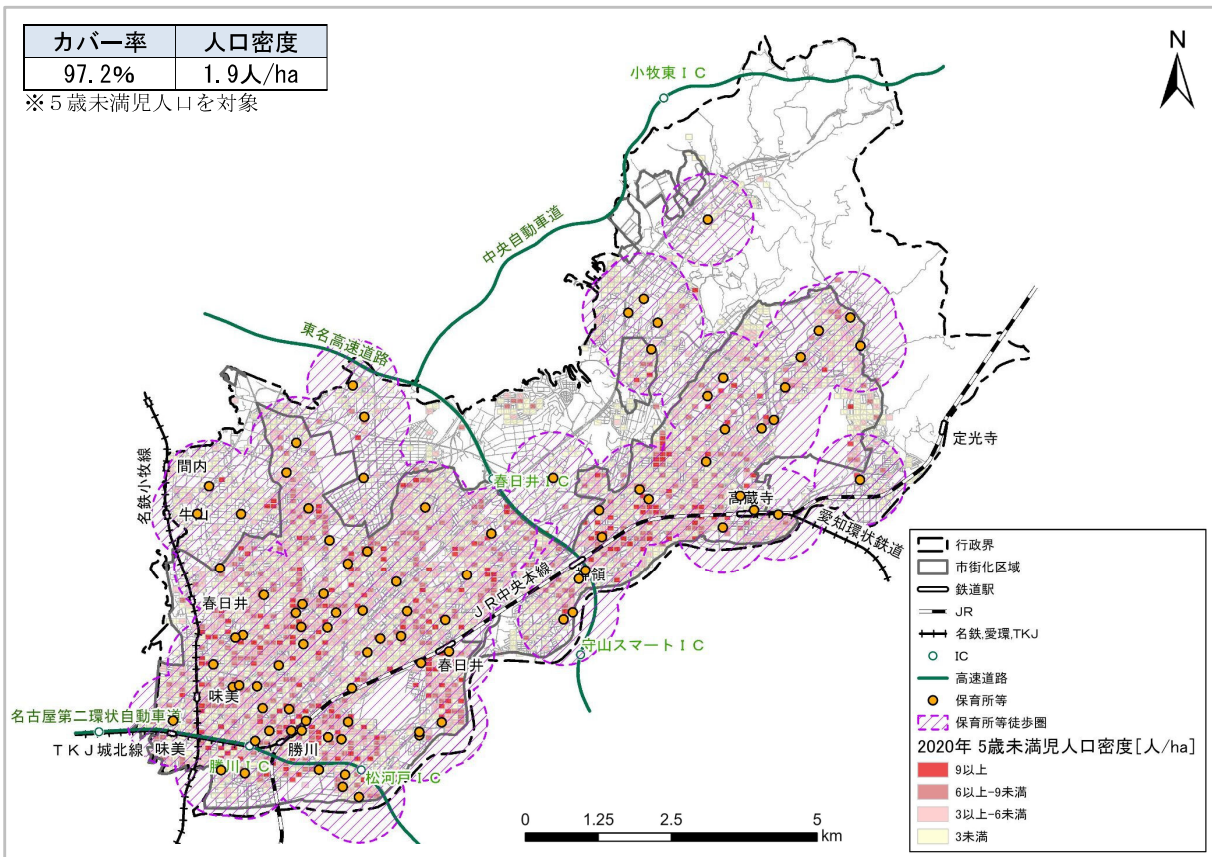 カバー率 人口密度
97.2% 1.9人/ha
※５歳未満児人口を対象
N
小牧東ＩＣ
中央自動車道
東名高速道路
名鉄小牧線
間内
牛山
春日井ＩＣ
定光寺
高蔵寺
愛知環状鉄道
神領
ＪＲ中央本線
春日井
守山スマートＩＣ
春日井
味美
名古屋第二環状自動車道
ＴＫＪ城北線
味美
勝川
勝川ＩＣ
松河戸ＩＣ
0 1.25 2.5 5
km
行政界
市街化区域
鉄道駅
JR
名鉄,愛環,TKJ
IC
高速道路
保育所等
保育所等徒歩圏
2020年 5歳未満児人口密度[人/ha]
9以上
6以上-9未満
3以上-6未満
3未満